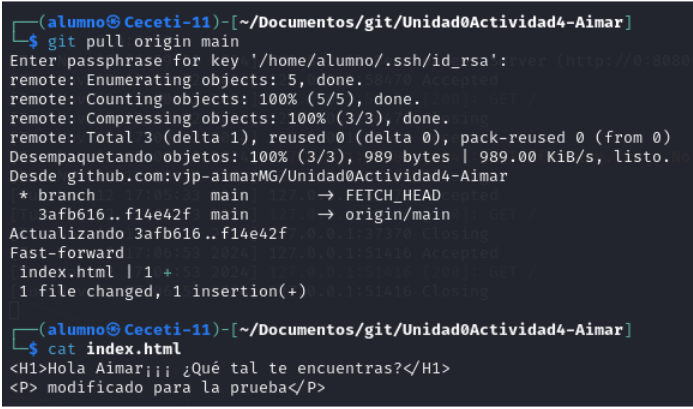 ┌──(alumno㉿Ceceti-11)-[~/Documentos/git/Unidad0Actividad4-Aimar]
└─$ git pull origin main
Enter passphrase for key '/home/alumno/.ssh/id_rsa':
remote: Enumerating objects: 5, done.
remote: Counting objects: 100% (5/5), done.
remote: Compressing objects: 100% (3/3), done.
remote: Total 3 (delta 1), reused 0 (delta 0), pack-reused 0 (from 0)
Desempaquetando objetos: 100% (3/3), 989 bytes | 989.00 KiB/s, listo.
Desde github.com:vjp-aimarMG/Unidad0Actividad4-Aimar
 * branch            main       -> FETCH_HEAD
   3afb616..f14e42f  main       -> origin/main
Actualizando 3afb616..f14e42f
Fast-forward
 index.html | 1 +
 1 file changed, 1 insertion(+)
┌──(alumno㉿Ceceti-11)-[~/Documentos/git/Unidad0Actividad4-Aimar]
└─$ cat index.html
<H1>Hola Aimar¡¡¡ ¿Qué tal te encuentras?</H1>
<P> modificado para la prueba</P>